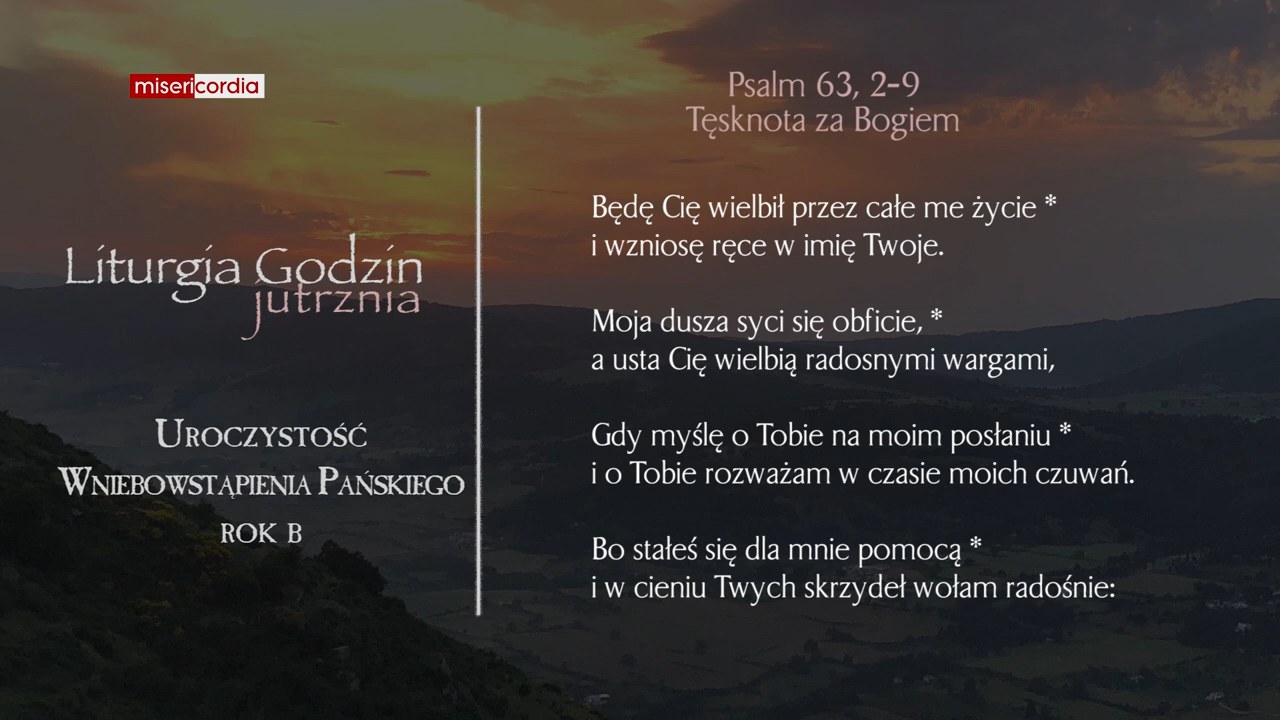 misericordia
Liturgia Godzin
jutrznia
Uroczystość
Wniebowstąpienia Pańskiego
rok B
Psalm 63, 2-9
Tęsknota za Bogiem
Będę Cię wielbił przez całe me życie *
i wzniosę ręce w imię Twoje.
Moja dusza syci się obficie, *
a usta Cię wielbią radosnymi wargami,
Gdy myślę o Tobie na moim posłaniu *
i o Tobie rozważam w czasie moich czuwań.
Bo stałeś się dla mnie pomocą *
i w cieniu Twych skrzydeł wołam radośnie: